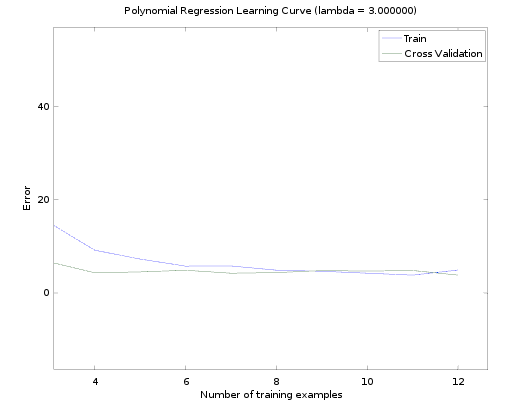 Polynomial Regression Learning Curve (lambda = 3.000000)
Train
Cross Validation
40
20
0
Error
4 6 8 10 12
Number of training examples